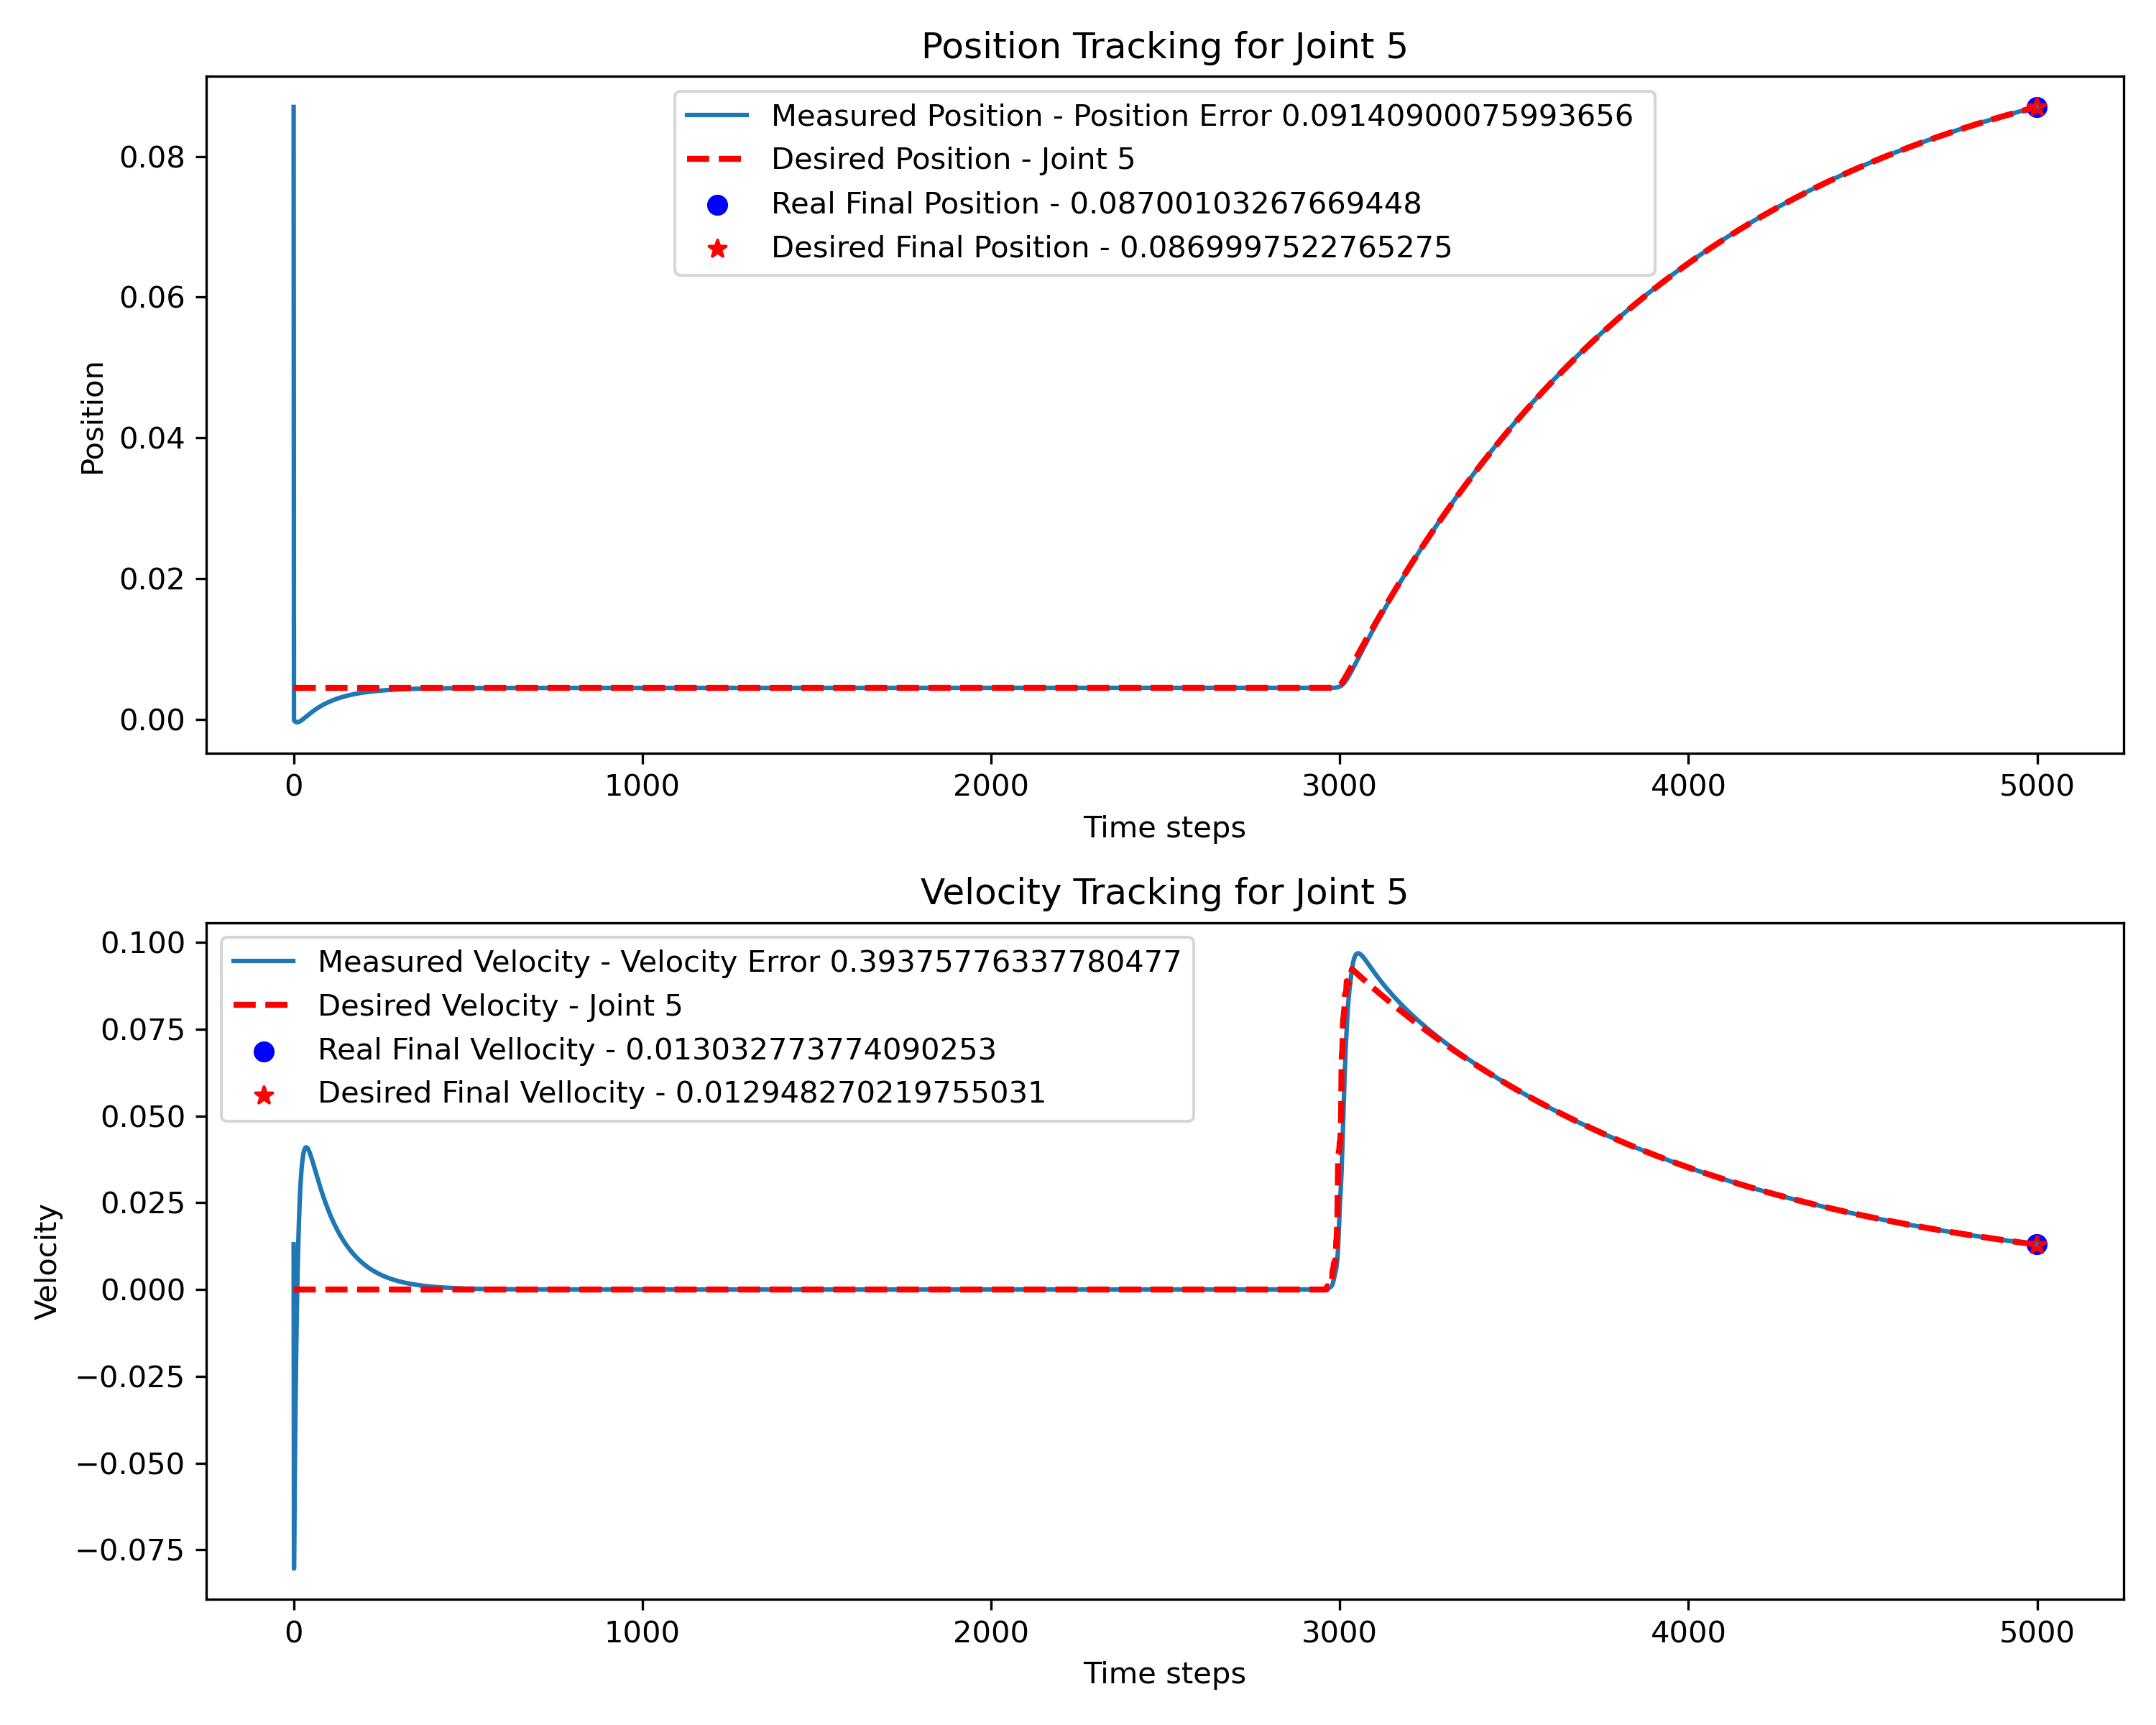 Position Tracking for Joint 5
Measured Position - Position Error 0.09140900075993656
Desired Position - Joint 5
Real Final Position - 0.08700103267669448
Desired Final Position - 0.0869997522765275
Position
0.08
0.06
0.04
0.02
0.00
0 1000 2000 3000 4000 5000
Time steps
Velocity Tracking for Joint 5
Measured Velocity - Velocity Error 0.39375776337780477
Desired Velocity - Joint 5
Real Final Vellocity - 0.013032773774090253
Desired Final Vellocity - 0.012948270219755031
Velocity
0.100
0.075
0.050
0.025
0.000
−0.025
−0.050
−0.075
0 1000 2000 3000 4000 5000
Time steps